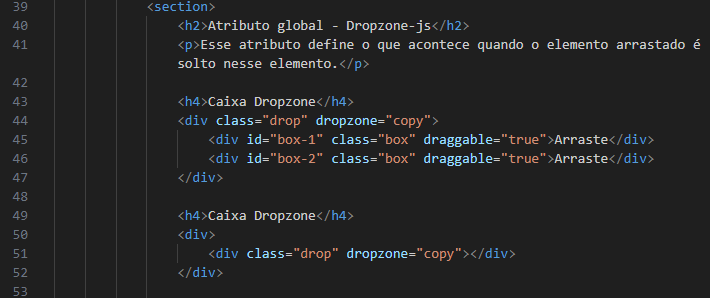 39 <section>
40 <h2>Atributo global - Dropzone-js</h2>
41 <p>Esse atributo define o que acontece quando o elemento arrastado é
solto nesse elemento.</p>
42
43 <h4>Caixa Dropzone</h4>
44 <div class="drop" dropzone="copy">
45 <div id="box-1" class="box" draggable="true">Arraste</div>
46 <div id="box-2" class="box" draggable="true">Arraste</div>
47 </div>
48
49 <h4>Caixa Dropzone</h4>
50 <div>
51 <div class="drop" dropzone="copy"></div>
52 </div>
53